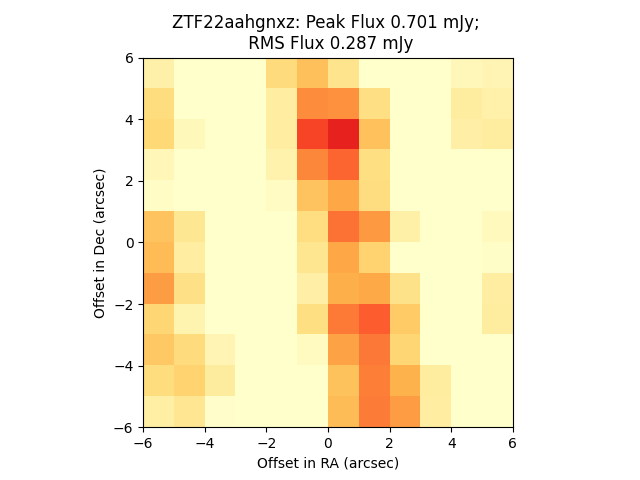 ZTF22aahgnxz: Peak Flux 0.701 mJy;
RMS Flux 0.287 mJy
6
4
2
0
−2
−4
−6
Offset in Dec (arcsec)
−6 −4 −2 0 2 4 6
Offset in RA (arcsec)